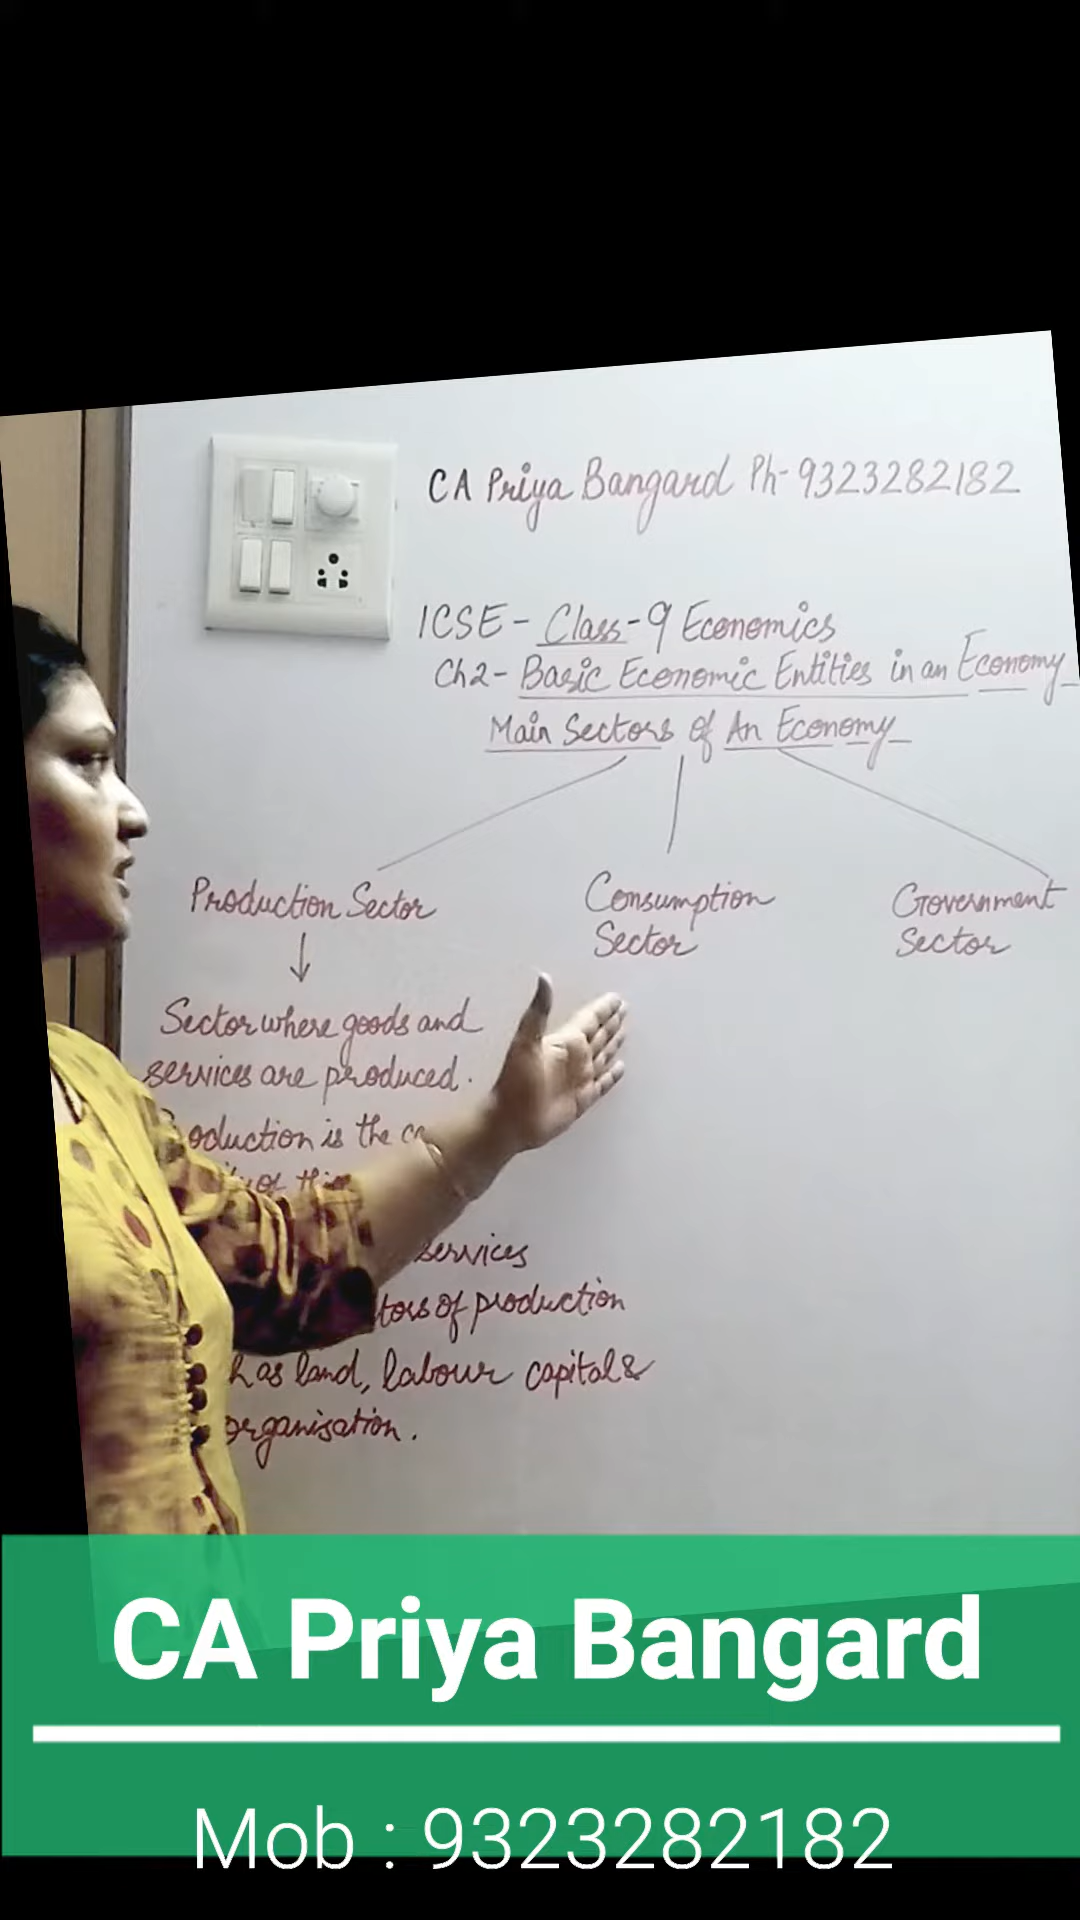 CA Priya Bangard Ph- 9323282182
ICSE - Class - 9 Economics
Ch2- Basic Economic Entities in an Economy
Main Sectors of An Economy
Production Sector
Consumption
Sector
Government
Sector
Sector where goods and
services are produced.
is the
services
of production
as land, labour capital &
organisation.
CA Priya Bangard
Mob : 9323282182